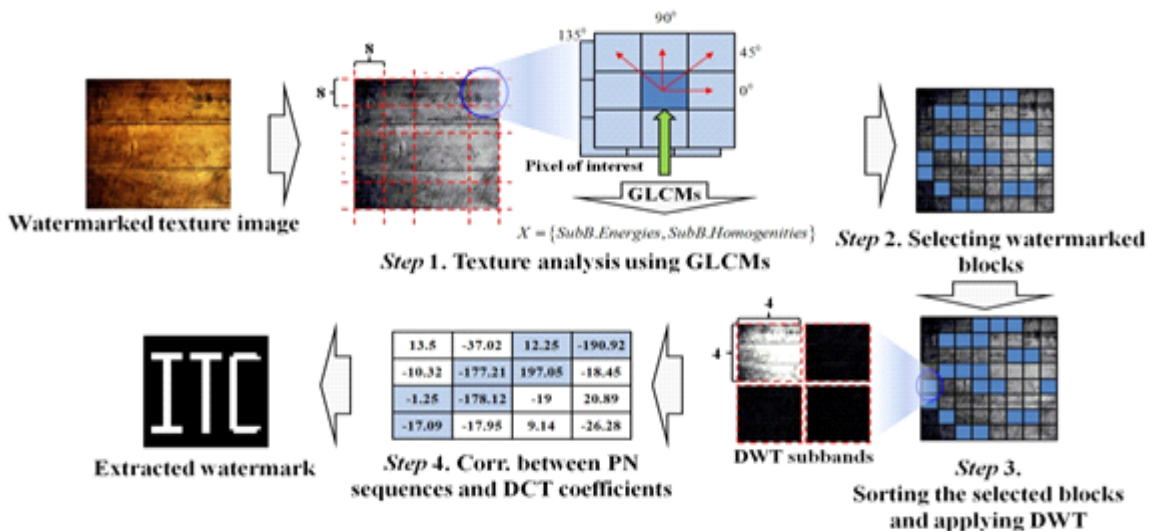 90⁰
135⁰
45⁰
0⁰
8
8
Pixel of interest
GLCMs
X = {SubB.Energies, SubB.Homogenities}
Watermarked texture image
Step 1. Texture analysis using GLCMs
Step 2. Selecting watermarked
blocks
4
4
DWT subbands
Step 3.
Sorting the selected blocks
and applying DWT
13.5 -37.02 12.25 -190.92
-10.32 -177.21 197.05 -18.45
-1.25 -178.12 -19 20.89
-17.09 -17.95 9.14 -26.28
Step 4. Corr. between PN
sequences and DCT coefficients
ITC
Extracted watermark